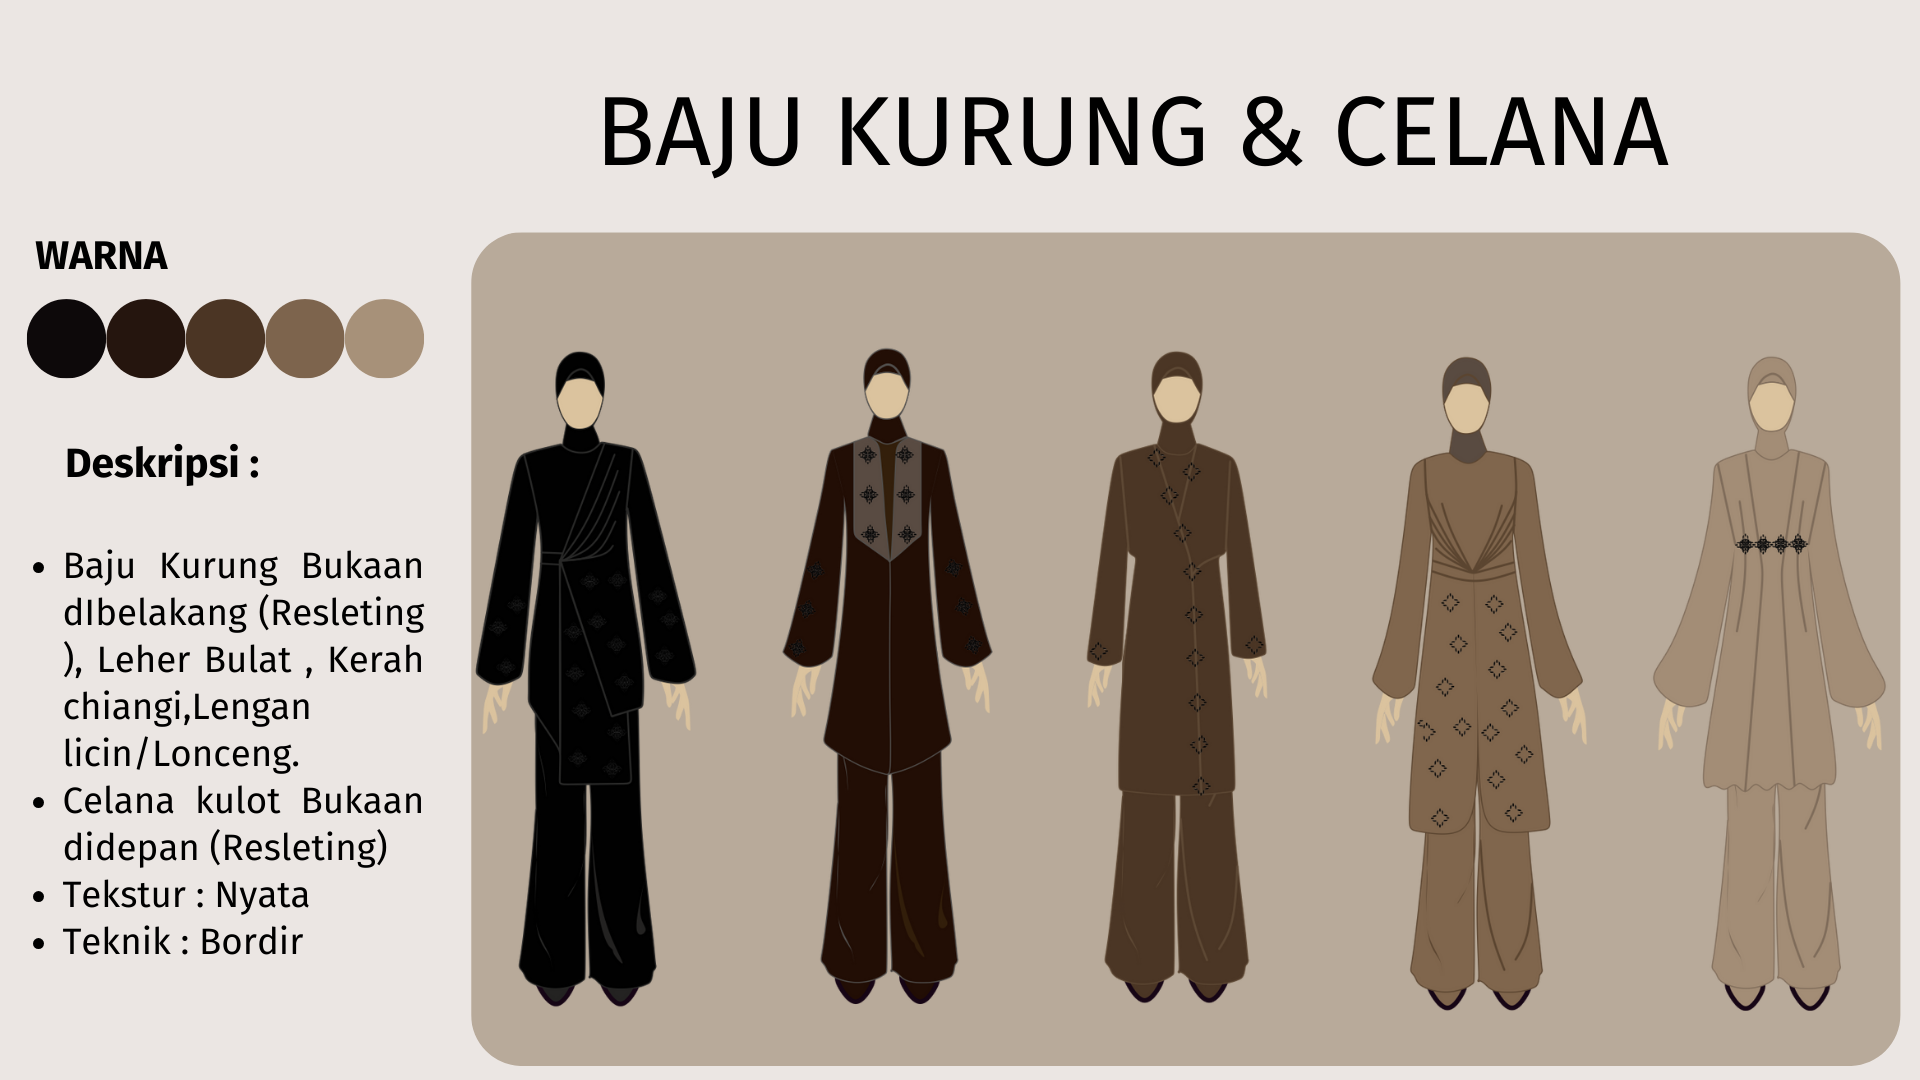 BAJU KURUNG & CELANA
WARNA
Deskripsi :
• Baju Kurung Bukaan
dIbelakang (Resleting
), Leher Bulat , Kerah
chiangi,Lengan
licin/Lonceng.
• Celana kulot Bukaan
didepan (Resleting)
• Tekstur : Nyata
• Teknik : Bordir